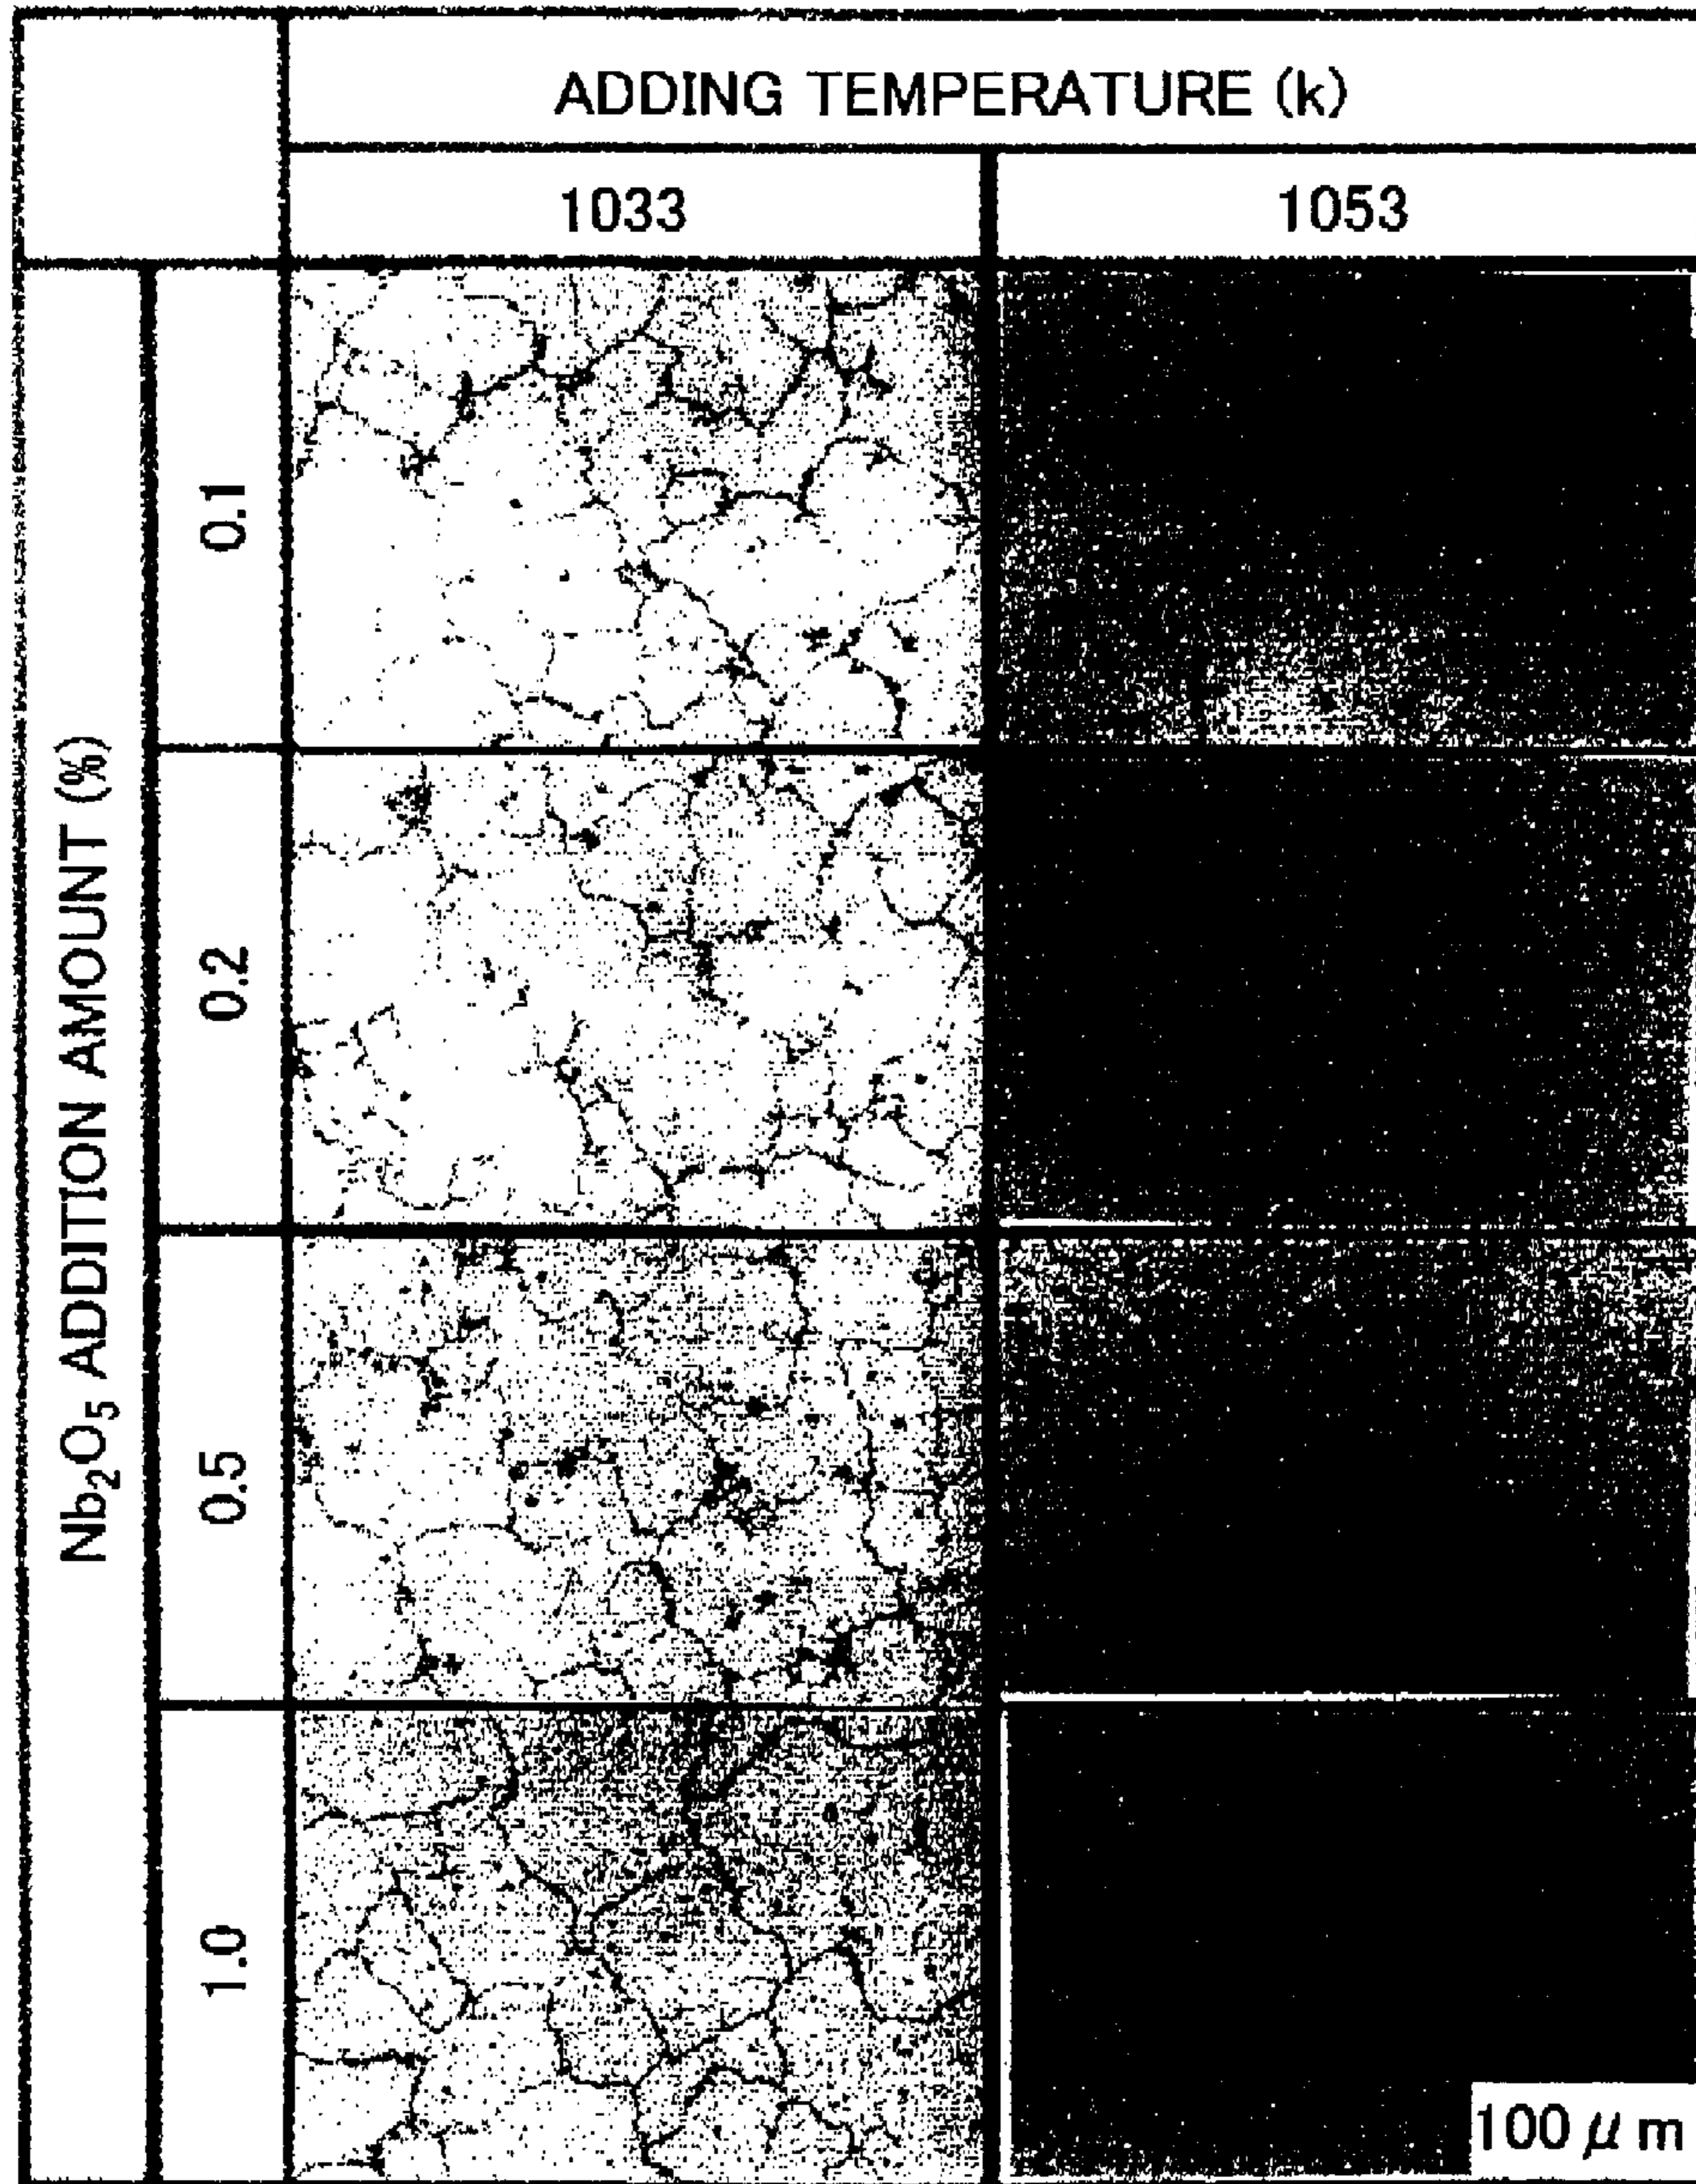 ADDING TEMPERATURE (k)
1033
1053
Nb₂O₅ ADDITION AMOUNT (%)
0.1
0.2
0.5
1.0
100 μm